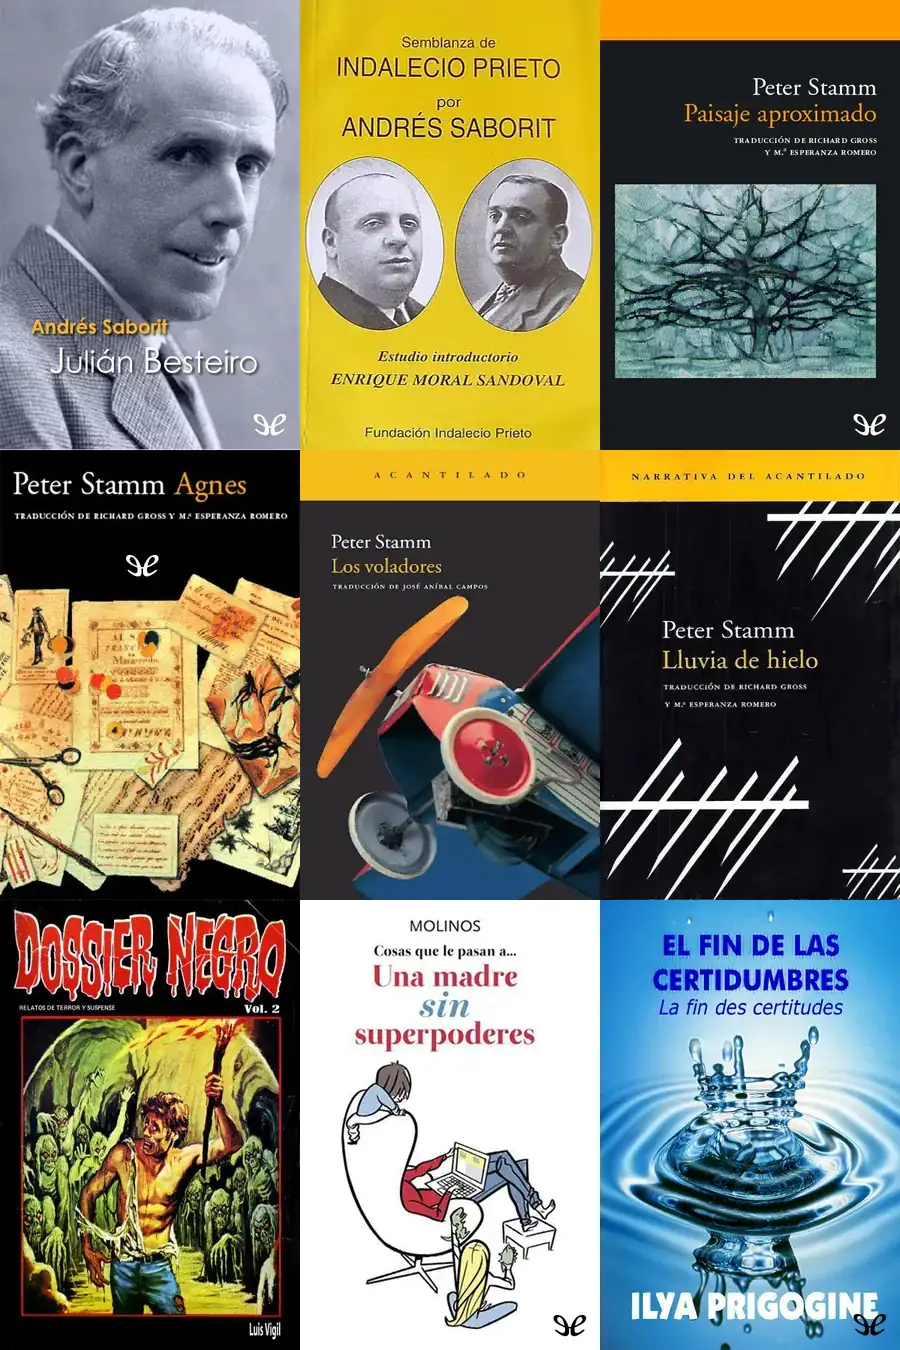 Andrés Saborit
Julián Besteiro
Semblanza de
INDALECIO PRIETO
por
ANDRÉS SABORIT
Estudio introductorio
ENRIQUE MORAL SANDOVAL
Fundación Indalecio Prieto
Peter Stamm
Paisaje aproximado
TRADUCCIÓN DE RICHARD GROSS
Y M.ª ESPERANZA ROMERO
Peter Stamm Agnes
TRADUCCIÓN DE RICHARD GROSS Y M.ª ESPERANZA ROMERO
ACANTILADO
Peter Stamm
Los voladores
TRADUCCIÓN DE JOSÉ ANÍBAL CAMPOS
NARRATIVA DEL ACANTILADO
Peter Stamm
Lluvia de hielo
TRADUCCIÓN DE RICHARD GROSS
Y M.ª ESPERANZA ROMERO
DOSSIER NEGRO
RELATOS DE TERROR Y SUSPENSE
Vol. 2
Luis Vigil
MOLINOS
Cosas que le pasan a...
Una madre
sin
superpoderes
EL FIN DE LAS
CERTIDUMBRES
La fin des certitudes
ILYA PRIGOGINE